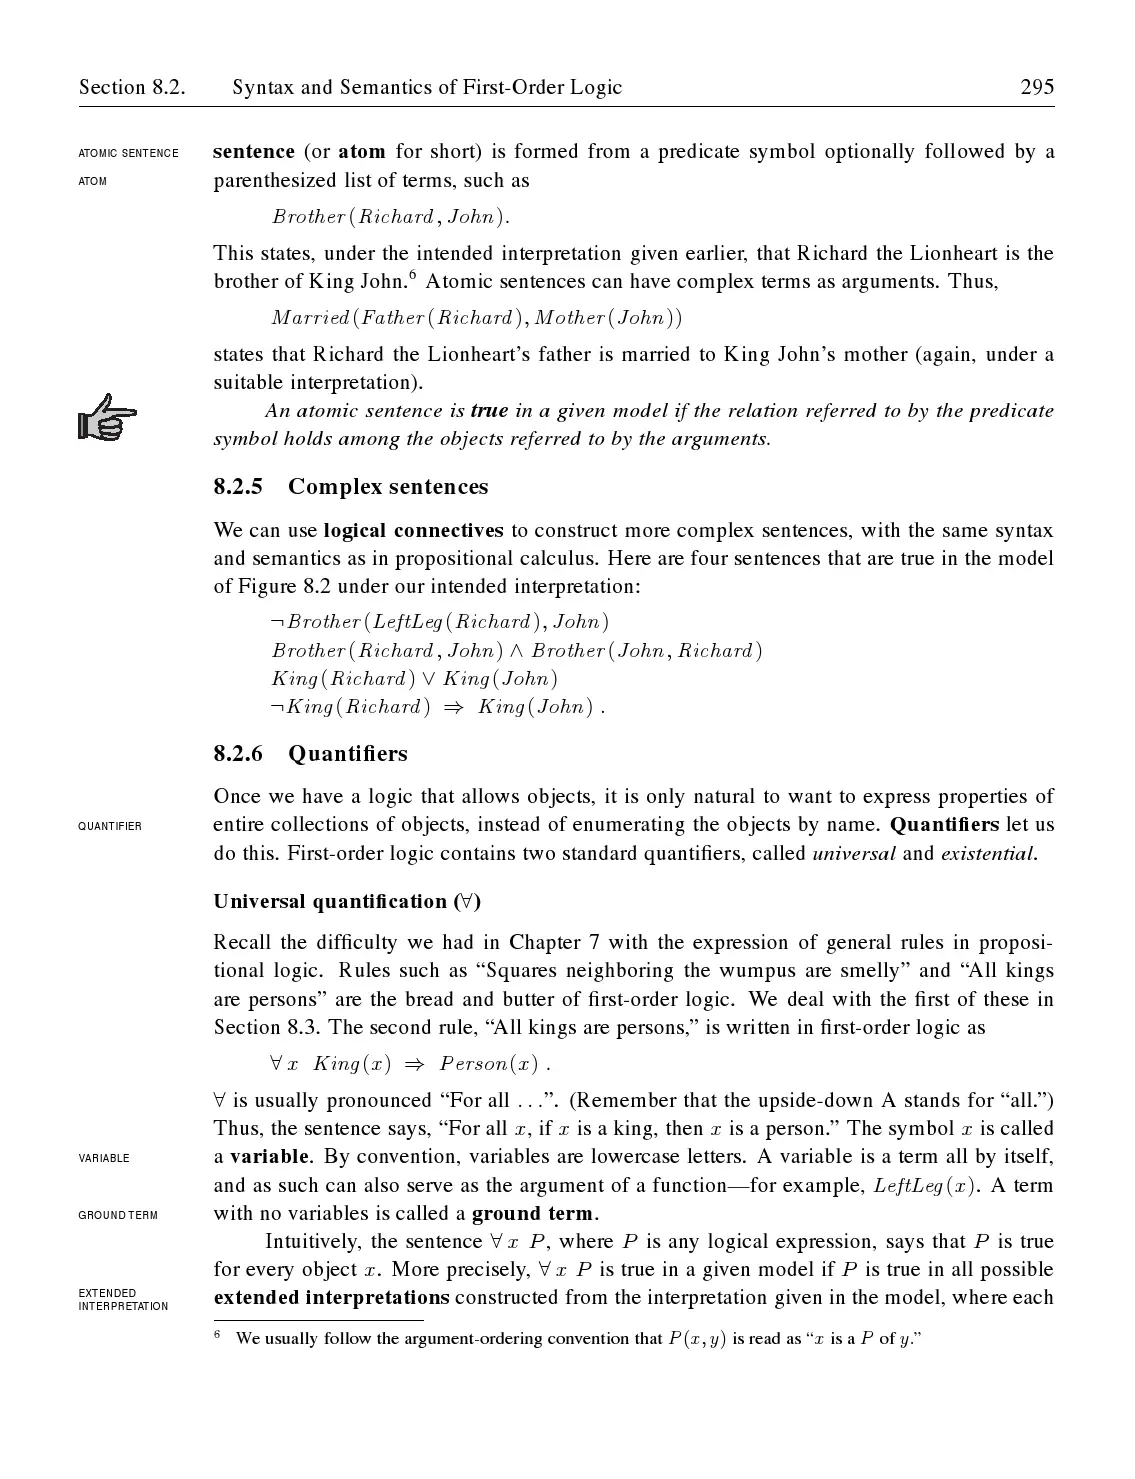 Section 8.2. Syntax and Semantics of First-Order Logic 295
ATOMIC SENTENCE
sentence (or atom for short) is formed from a predicate symbol optionally followed by a
ATOM
parenthesized list of terms, such as
Brother(Richard, John).
This states, under the intended interpretation given earlier, that Richard the Lionheart is the
brother of King John.⁶ Atomic sentences can have complex terms as arguments. Thus,
Married(Father(Richard), Mother(John))
states that Richard the Lionheart’s father is married to King John’s mother (again, under a
suitable interpretation).
An atomic sentence is true in a given model if the relation referred to by the predicate
symbol holds among the objects referred to by the arguments.
8.2.5 Complex sentences
We can use logical connectives to construct more complex sentences, with the same syntax
and semantics as in propositional calculus. Here are four sentences that are true in the model
of Figure 8.2 under our intended interpretation:
¬Brother(LeftLeg(Richard), John)
Brother(Richard, John) ∧ Brother(John, Richard)
King(Richard) ∨ King(John)
¬King(Richard) ⇒ King(John) .
8.2.6 Quantifiers
Once we have a logic that allows objects, it is only natural to want to express properties of
QUANTIFIER
entire collections of objects, instead of enumerating the objects by name. Quantifiers let us
do this. First-order logic contains two standard quantifiers, called universal and existential.
Universal quantification (∀)
Recall the difficulty we had in Chapter 7 with the expression of general rules in proposi-
tional logic. Rules such as “Squares neighboring the wumpus are smelly” and “All kings
are persons” are the bread and butter of first-order logic. We deal with the first of these in
Section 8.3. The second rule, “All kings are persons,” is written in first-order logic as
∀ x King(x) ⇒ Person(x) .
∀ is usually pronounced “For all . . .”. (Remember that the upside-down A stands for “all.”)
Thus, the sentence says, “For all x, if x is a king, then x is a person.” The symbol x is called
VARIABLE
a variable. By convention, variables are lowercase letters. A variable is a term all by itself,
and as such can also serve as the argument of a function—for example, LeftLeg(x). A term
GROUND TERM
with no variables is called a ground term.
Intuitively, the sentence ∀ x P, where P is any logical expression, says that P is true
for every object x. More precisely, ∀ x P is true in a given model if P is true in all possible
EXTENDED
INTERPRETATION
extended interpretations constructed from the interpretation given in the model, where each
⁶ We usually follow the argument-ordering convention that P(x, y) is read as “x is a P of y.”